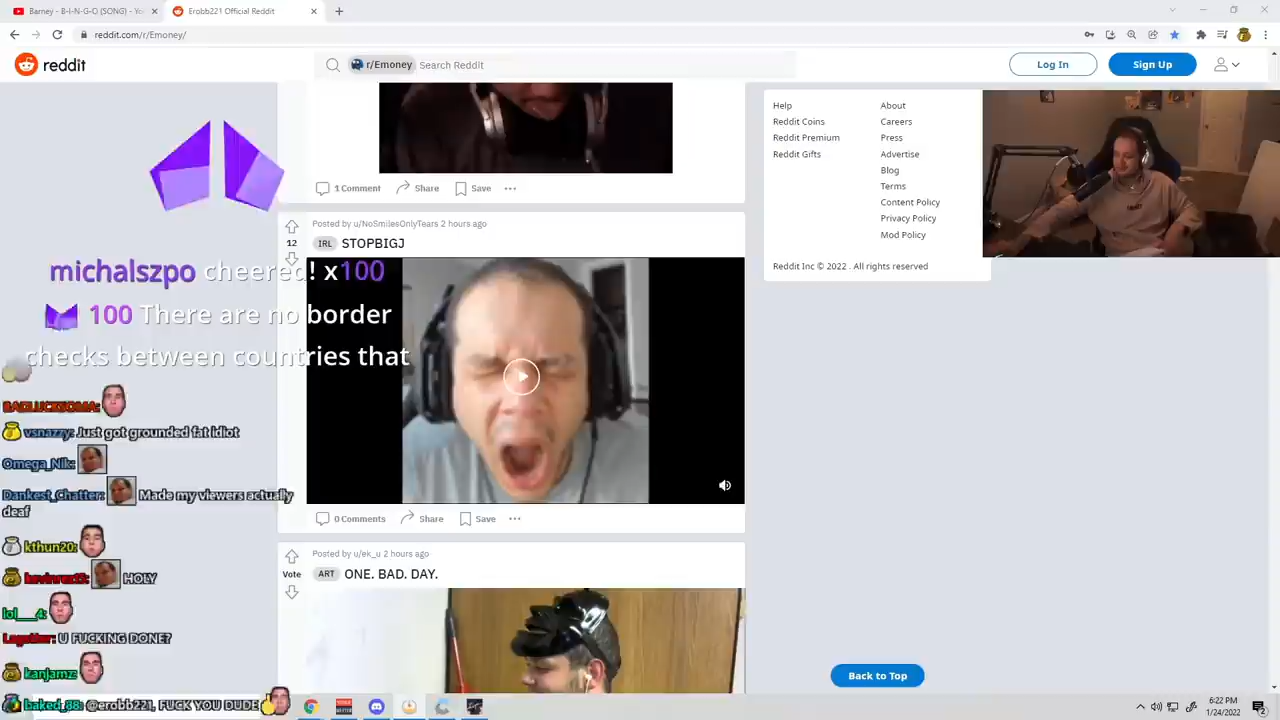 Barney - B-I-N-G-O (SONG) - Yo
Erobb221 Official Reddit
reddit.com/r/Emoney/
reddit
r/Emoney
Search Reddit
Log In
Sign Up
1 Comment
Share
Save
Posted by u/NoSmilesOnlyTears 2 hours ago
12
IRL STOPBIGJ
0 Comments
Share
Save
Posted by u/ek_u 2 hours ago
Vote
ART ONE. BAD. DAY.
Help
Reddit Coins
Reddit Premium
Reddit Gifts
About
Careers
Press
Advertise
Blog
Terms
Content Policy
Privacy Policy
Mod Policy
Reddit Inc © 2022 . All rights reserved
Back to Top
michalszpo cheered! x100
100 There are no border
checks between countries that
BADLUCKSOMA:
vsnazzy: Just got grounded fat idiot
Omega_Nik:
Dankest_Chatter: Made my viewers actually
deaf
kthun20:
HOLY
lol___4:
U FUCKING DONE?
kanjamz:
baked_88: @erobb221, FUCK YOU DUDE
6:22 PM
1/24/2022
2